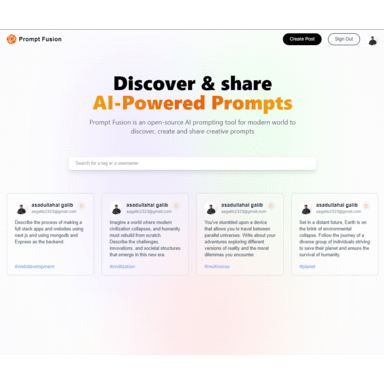 Prompt Fusion
Create Post
Sign Out
Discover & share
AI-Powered Prompts
Prompt Fusion is an open-source AI prompting tool for modern world to
discover, create and share creative prompts
Search for a tag or a username
asadullahal galib
asgalib2323@gmail.com
Describe the process of making a
full stack apps and websites using
next js and using mongodb and
Express as the backend.
#webdevelopment
asadullahal galib
asgalib2323@gmail.com
Imagine a world where modern
civilization collapses, and humanity
must rebuild from scratch.
Describe the challenges,
innovations, and societal structures
that emerge in this new era.
#civilization
asadullahal galib
asgalib2323@gmail.com
You've stumbled upon a device
that allows you to travel between
parallel universes. Write about your
adventures exploring different
versions of reality and the moral
dilemmas you encounter.
#multiverse
asadullahal galib
asgalib2323@gmail.com
Set in a distant future, Earth is on
the brink of environmental
collapse. Follow the journey of a
diverse group of individuals striving
to save their planet and ensure the
survival of humanity.
#planet